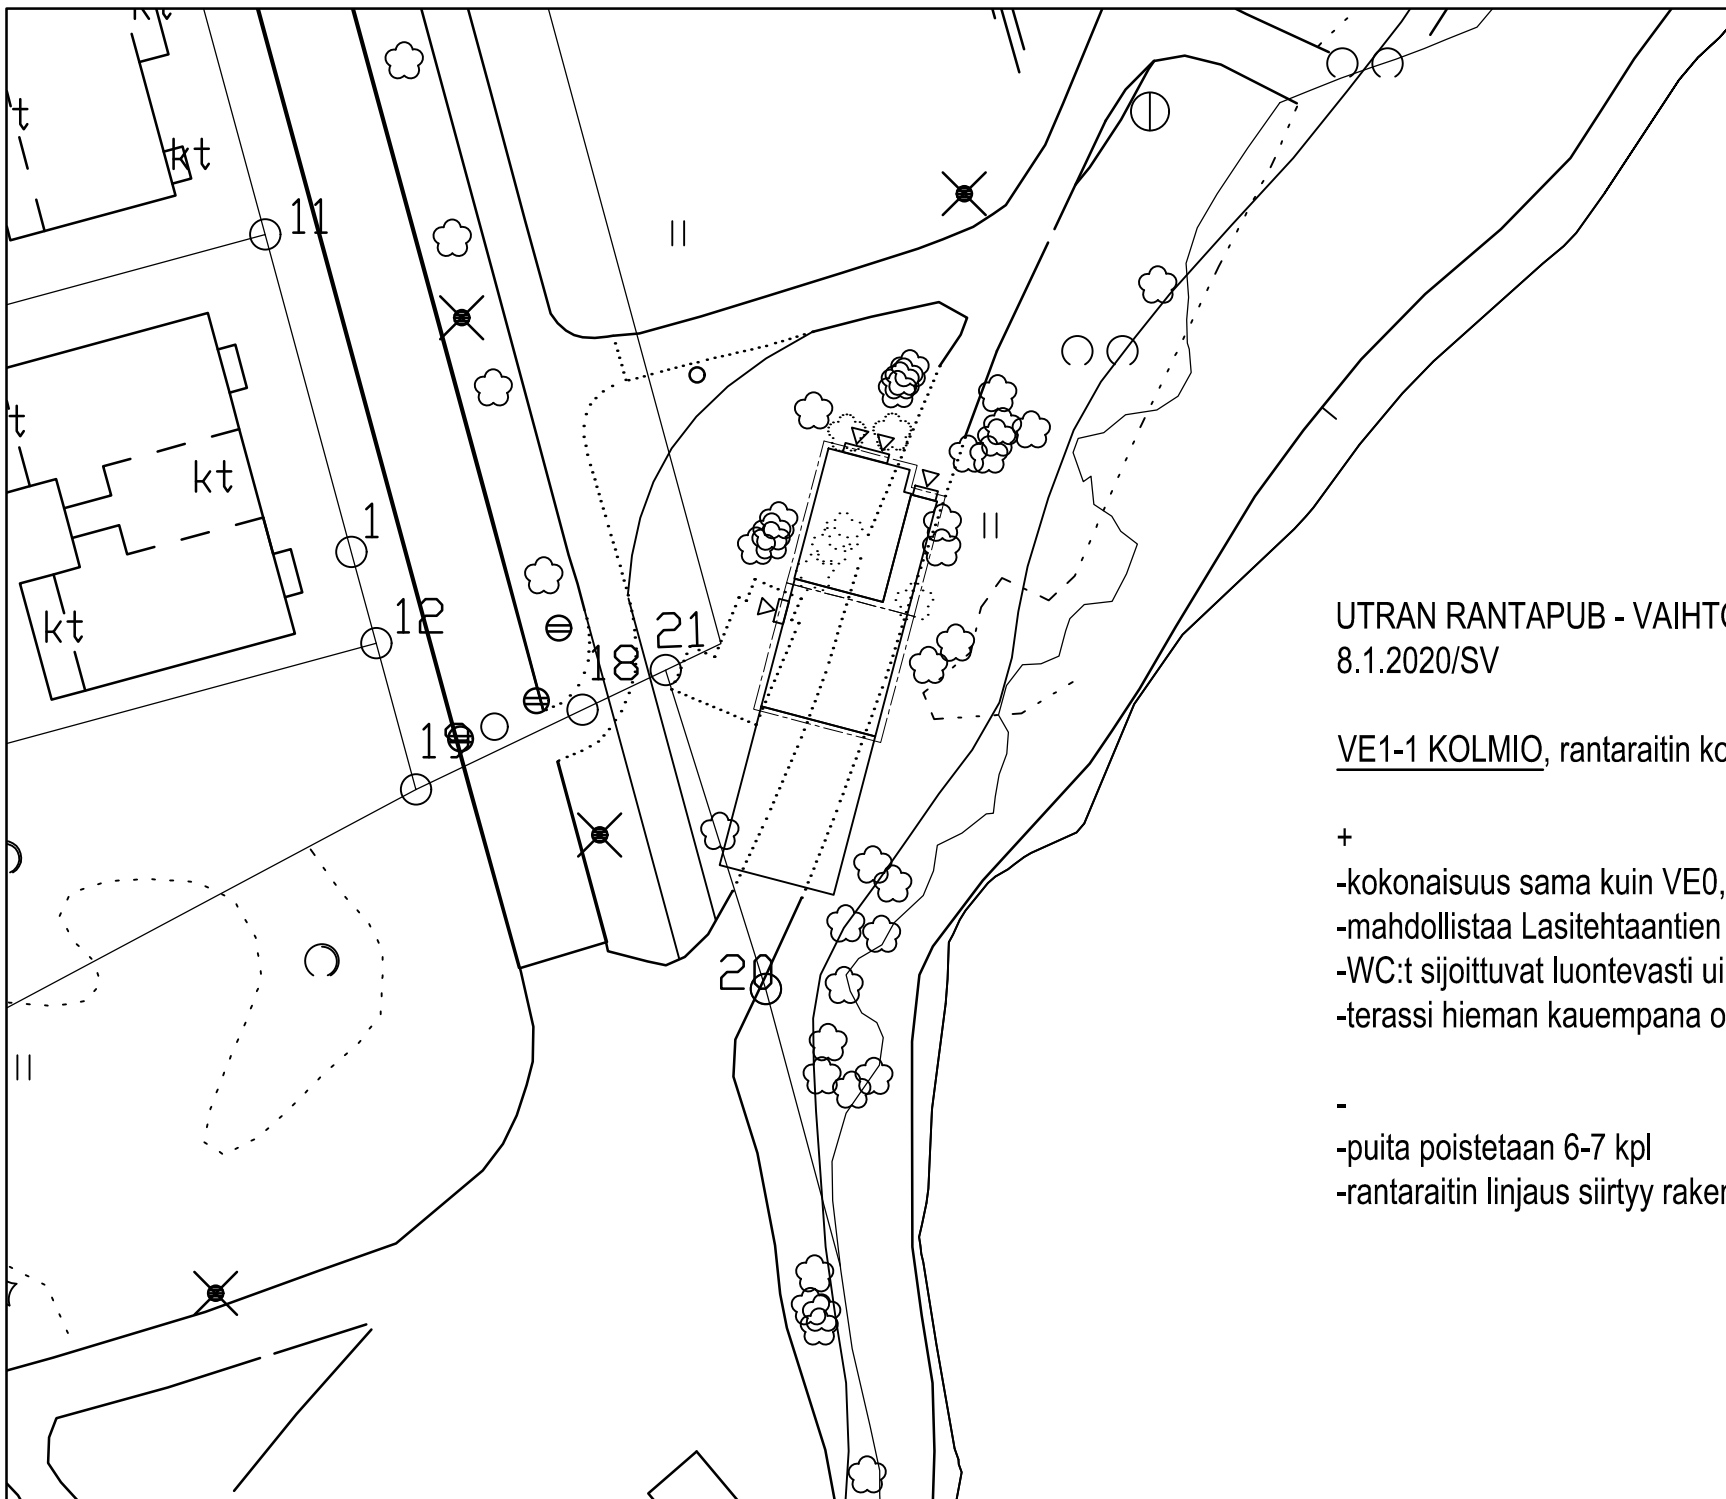 kt
11
kt
1
kt
12
kt
21
18
19
20
UTRAN RANTAPUB - VAIHTO
8.1.2020/SV
VE1-1 KOLMIO, rantaraitin ko
+
-kokonaisuus sama kuin VE0,
-mahdollistaa Lasitehtaantien
-WC:t sijoittuvat luontevasti ui
-terassi hieman kauempana o
-
-puita poistetaan 6-7 kpl
-rantaraitin linjaus siirtyy raken